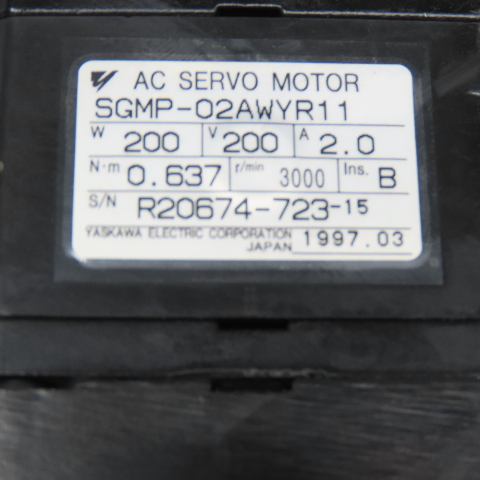 AC SERVO MOTOR
SGMP-02AWYR11
W 200 V 200 A 2.0
N·m 0.637 r/min 3000 Ins. B
S/N R20674-723-15
YASKAWA ELECTRIC CORPORATION
JAPAN 1997.03